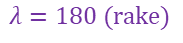 λ = 180 (rake)